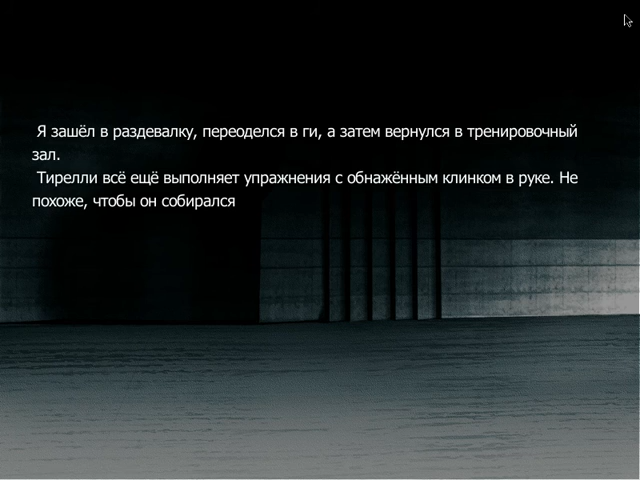 Я зашёл в раздевалку, переоделся в ги, а затем вернулся в тренировочный
зал.
Тирелли всё ещё выполняет упражнения с обнажённым клинком в руке. Не
похоже, чтобы он собирался